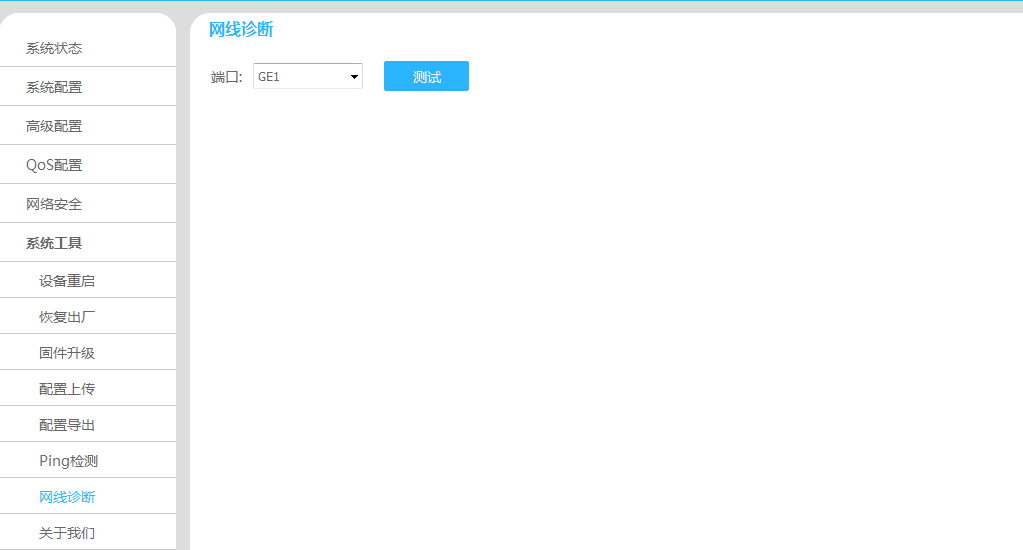 系统状态
系统配置
高级配置
QoS配置
网络安全
系统工具
设备重启
恢复出厂
固件升级
配置上传
配置导出
Ping检测
网线诊断
关于我们
网线诊断
端口: GE1 测试